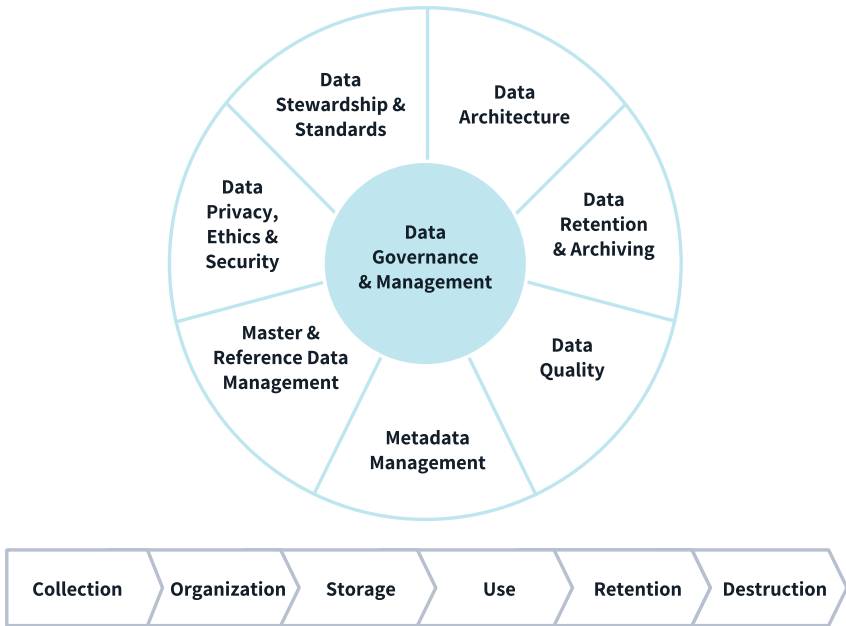 Data
Stewardship &
Standards
Data
Architecture
Data
Privacy,
Ethics &
Security
Data
Retention
& Archiving
Data
Governance
& Management
Master &
Reference Data
Management
Data
Quality
Metadata
Management
Collection
Organization
Storage
Use
Retention
Destruction